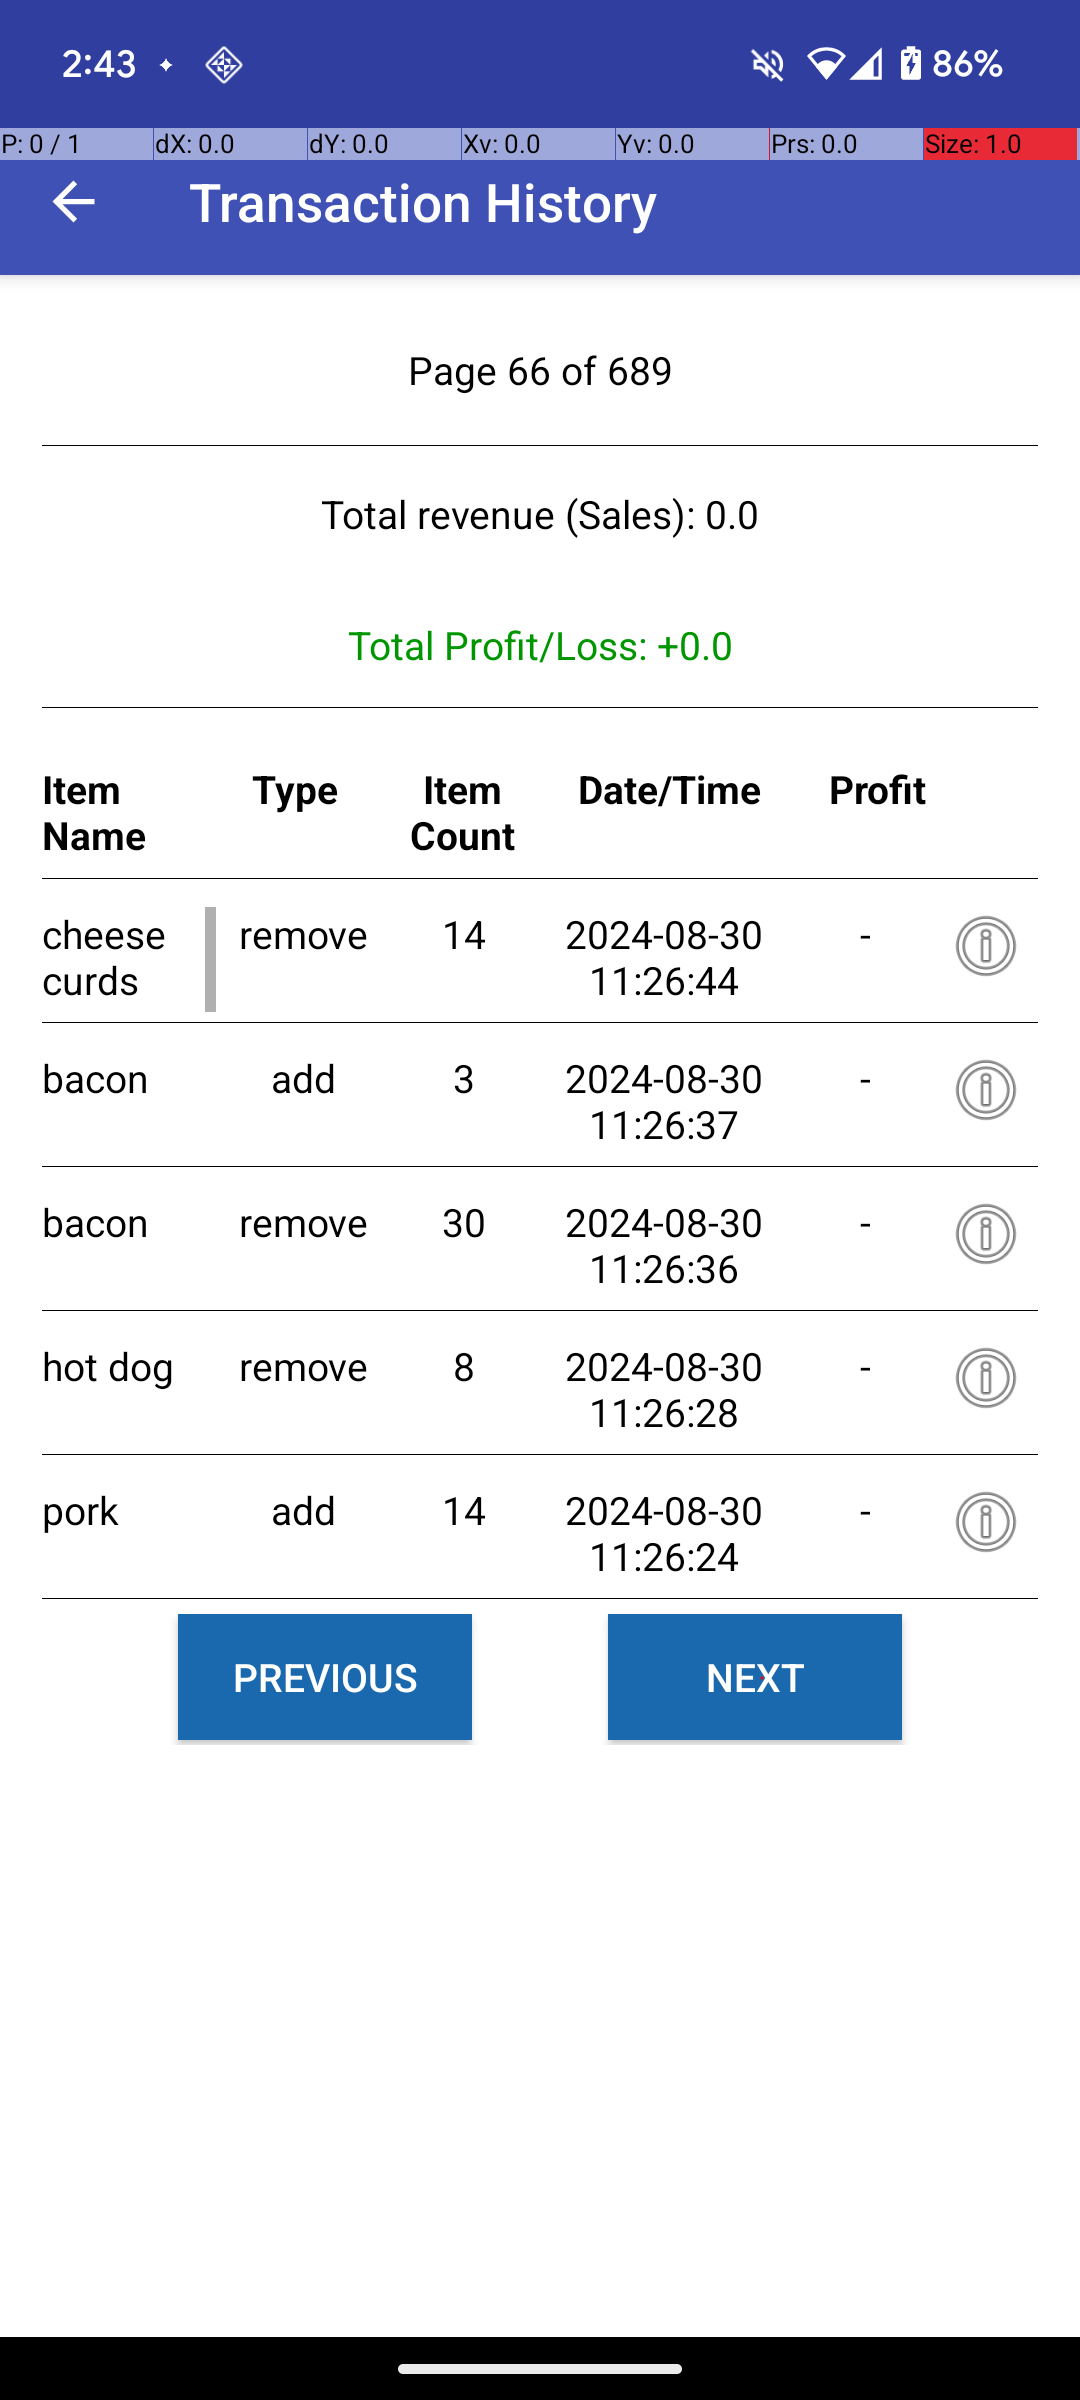 2:43
86%
P: 0 / 1 dX: 0.0 dY: 0.0 Xv: 0.0 Yv: 0.0 Prs: 0.0 Size: 1.0
Transaction History
Page 66 of 689
Total revenue (Sales): 0.0
Total Profit/Loss: +0.0
Item Type Item Date/Time Profit
Name Count
cheese remove 14 2024-08-30 -
curds 11:26:44
bacon add 3 2024-08-30 -
11:26:37
bacon remove 30 2024-08-30 -
11:26:36
hot dog remove 8 2024-08-30 -
11:26:28
pork add 14 2024-08-30 -
11:26:24
PREVIOUS NEXT